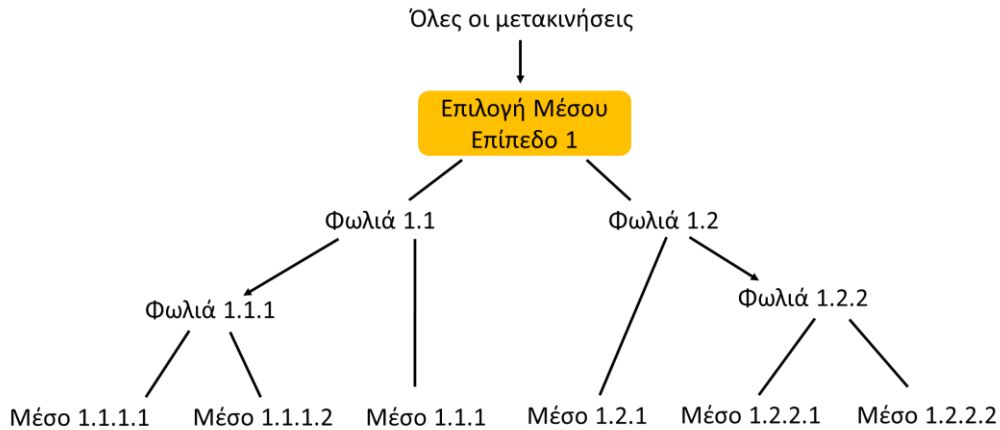 Όλες οι μετακινήσεις
Επιλογή Μέσου
Επίπεδο 1
Φωλιά 1.1
Φωλιά 1.2
Φωλιά 1.1.1
Φωλιά 1.2.2
Μέσο 1.1.1.1
Μέσο 1.1.1.2
Μέσο 1.1.1
Μέσο 1.2.1
Μέσο 1.2.2.1
Μέσο 1.2.2.2